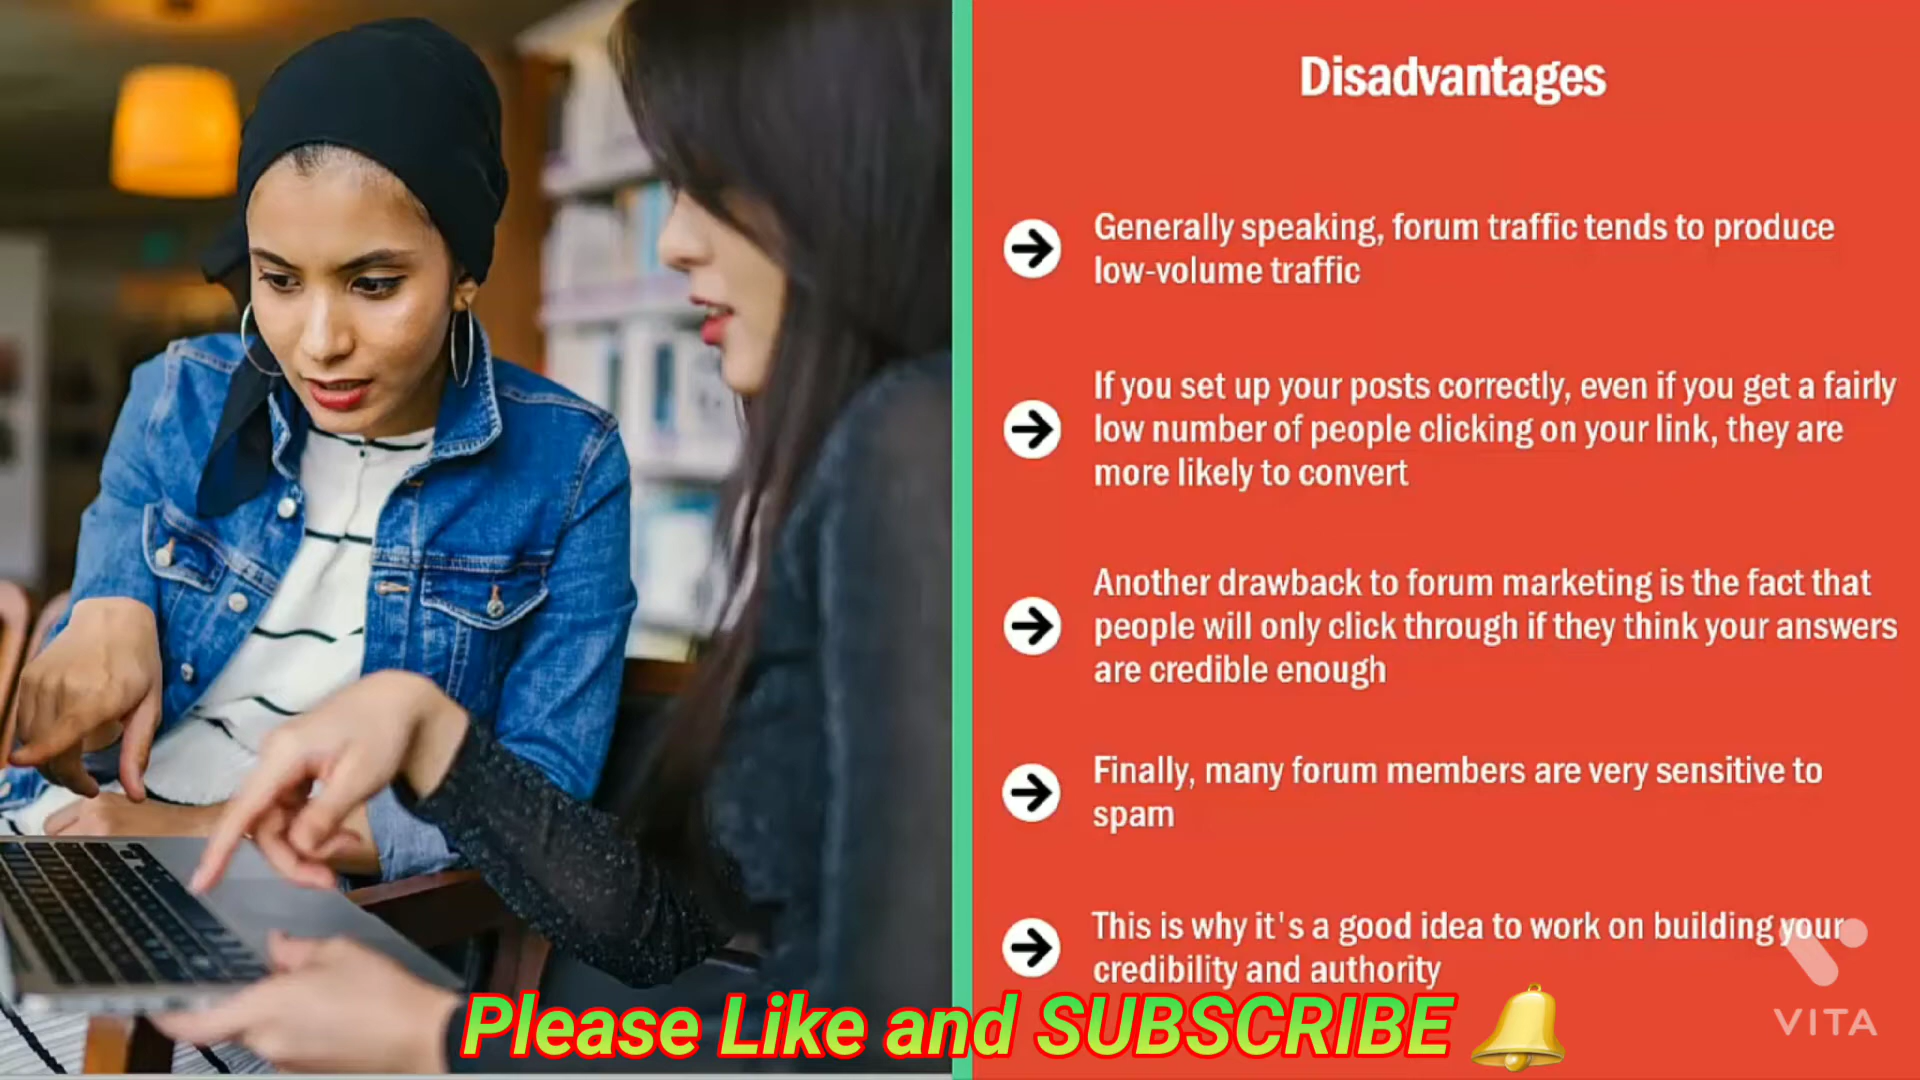 Disadvantages
Generally speaking, forum traffic tends to produce
low-volume traffic
If you set up your posts correctly, even if you get a fairly
low number of people clicking on your link, they are
more likely to convert
Another drawback to forum marketing is the fact that
people will only click through if they think your answers
are credible enough
Finally, many forum members are very sensitive to
spam
This is why it's a good idea to work on building your
credibility and authority
Please Like and SUBSCRIBE
VITA